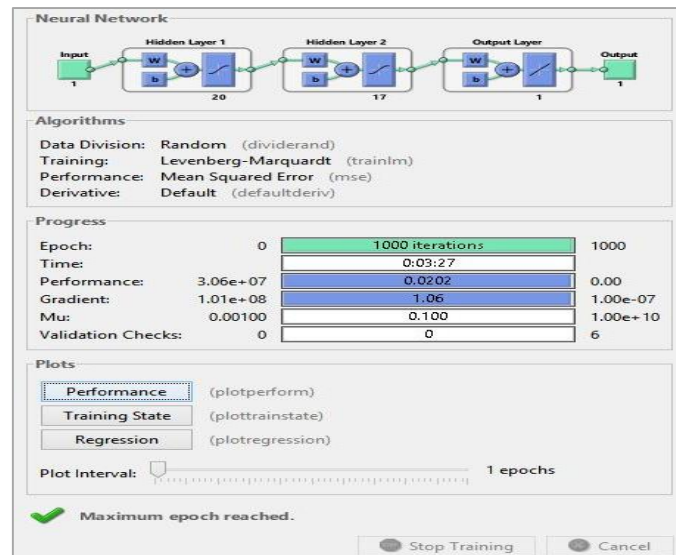 Neural Network
Hidden Layer 1 Hidden Layer 2 Output Layer
Input Output
W W W
b b b
1 20 17 1 1
Algorithms
Data Division: Random (dividerand)
Training: Levenberg-Marquardt (trainlm)
Performance: Mean Squared Error (mse)
Derivative: Default (defaultderiv)
Progress
Epoch: 0 1000 iterations 1000
Time: 0:03:27
Performance: 3.06e+07 0.0202 0.00
Gradient: 1.01e+08 1.06 1.00e-07
Mu: 0.00100 0.100 1.00e+10
Validation Checks: 0 0 6
Plots
Performance (plotperform)
Training State (plottrainstate)
Regression (plotregression)
Plot Interval: 1 epochs
Maximum epoch reached.
Stop Training Cancel